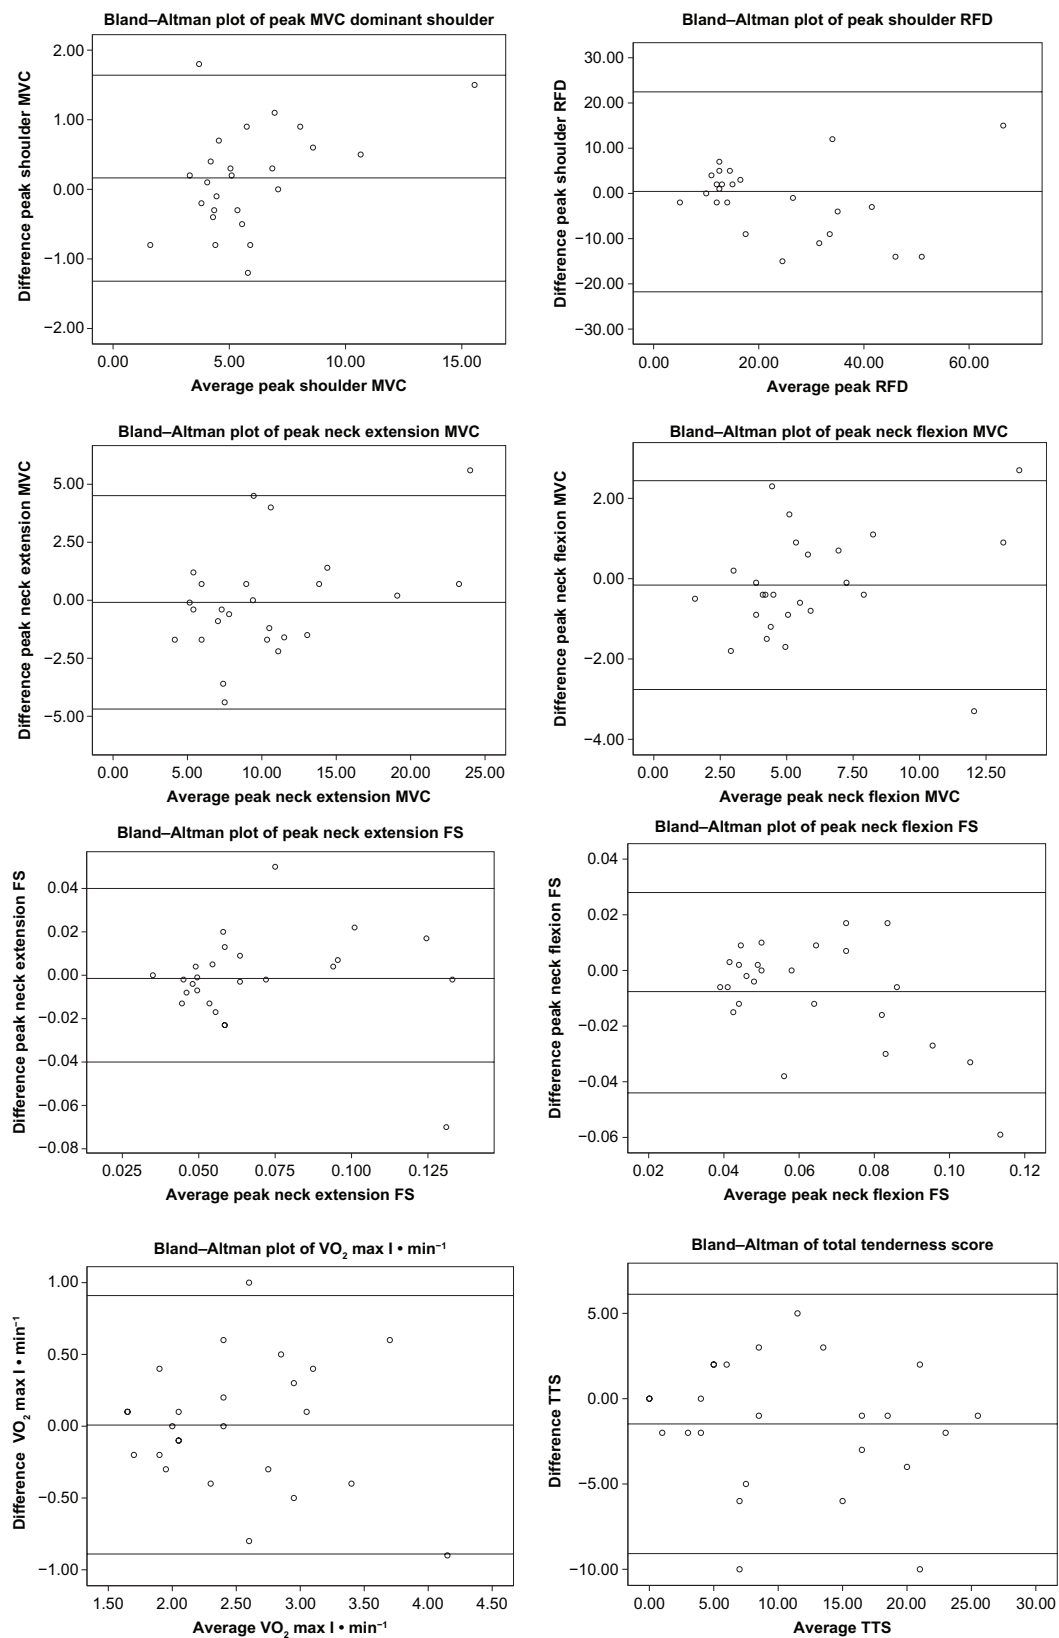 Bland–Altman plot of peak MVC dominant shoulder
Difference peak shoulder MVC
2.00
1.00
0.00
−1.00
−2.00
0.00 5.00 10.00 15.00
Average peak shoulder MVC
Bland–Altman plot of peak shoulder RFD
Difference peak shoulder RFD
30.00
20.00
10.00
0.00
−10.00
−20.00
−30.00
0.00 20.00 40.00 60.00
Average peak RFD
Bland–Altman plot of peak neck extension MVC
Difference peak neck extension MVC
5.00
2.50
0.00
−2.50
−5.00
0.00 5.00 10.00 15.00 20.00 25.00
Average peak neck extension MVC
Bland–Altman plot of peak neck flexion MVC
Difference peak neck flexion MVC
2.00
0.00
−2.00
−4.00
0.00 2.50 5.00 7.50 10.00 12.50
Average peak neck flexion MVC
Bland–Altman plot of peak neck extension FS
Difference peak neck extension FS
0.04
0.02
0.00
−0.02
−0.04
−0.06
−0.08
0.025 0.050 0.075 0.100 0.125
Average peak neck extension FS
Bland–Altman plot of peak neck flexion FS
Difference peak neck flexion FS
0.04
0.02
0.00
−0.02
−0.04
−0.06
0.02 0.04 0.06 0.08 0.10 0.12
Average peak neck flexion FS
Bland–Altman plot of VO₂ max l • min⁻¹
Difference VO₂ max l • min⁻¹
1.00
0.50
0.00
−0.50
−1.00
1.50 2.00 2.50 3.00 3.50 4.00 4.50
Average VO₂ max l • min⁻¹
Bland–Altman of total tenderness score
Difference TTS
5.00
0.00
−5.00
−10.00
0.00 5.00 10.00 15.00 20.00 25.00 30.00
Average TTS